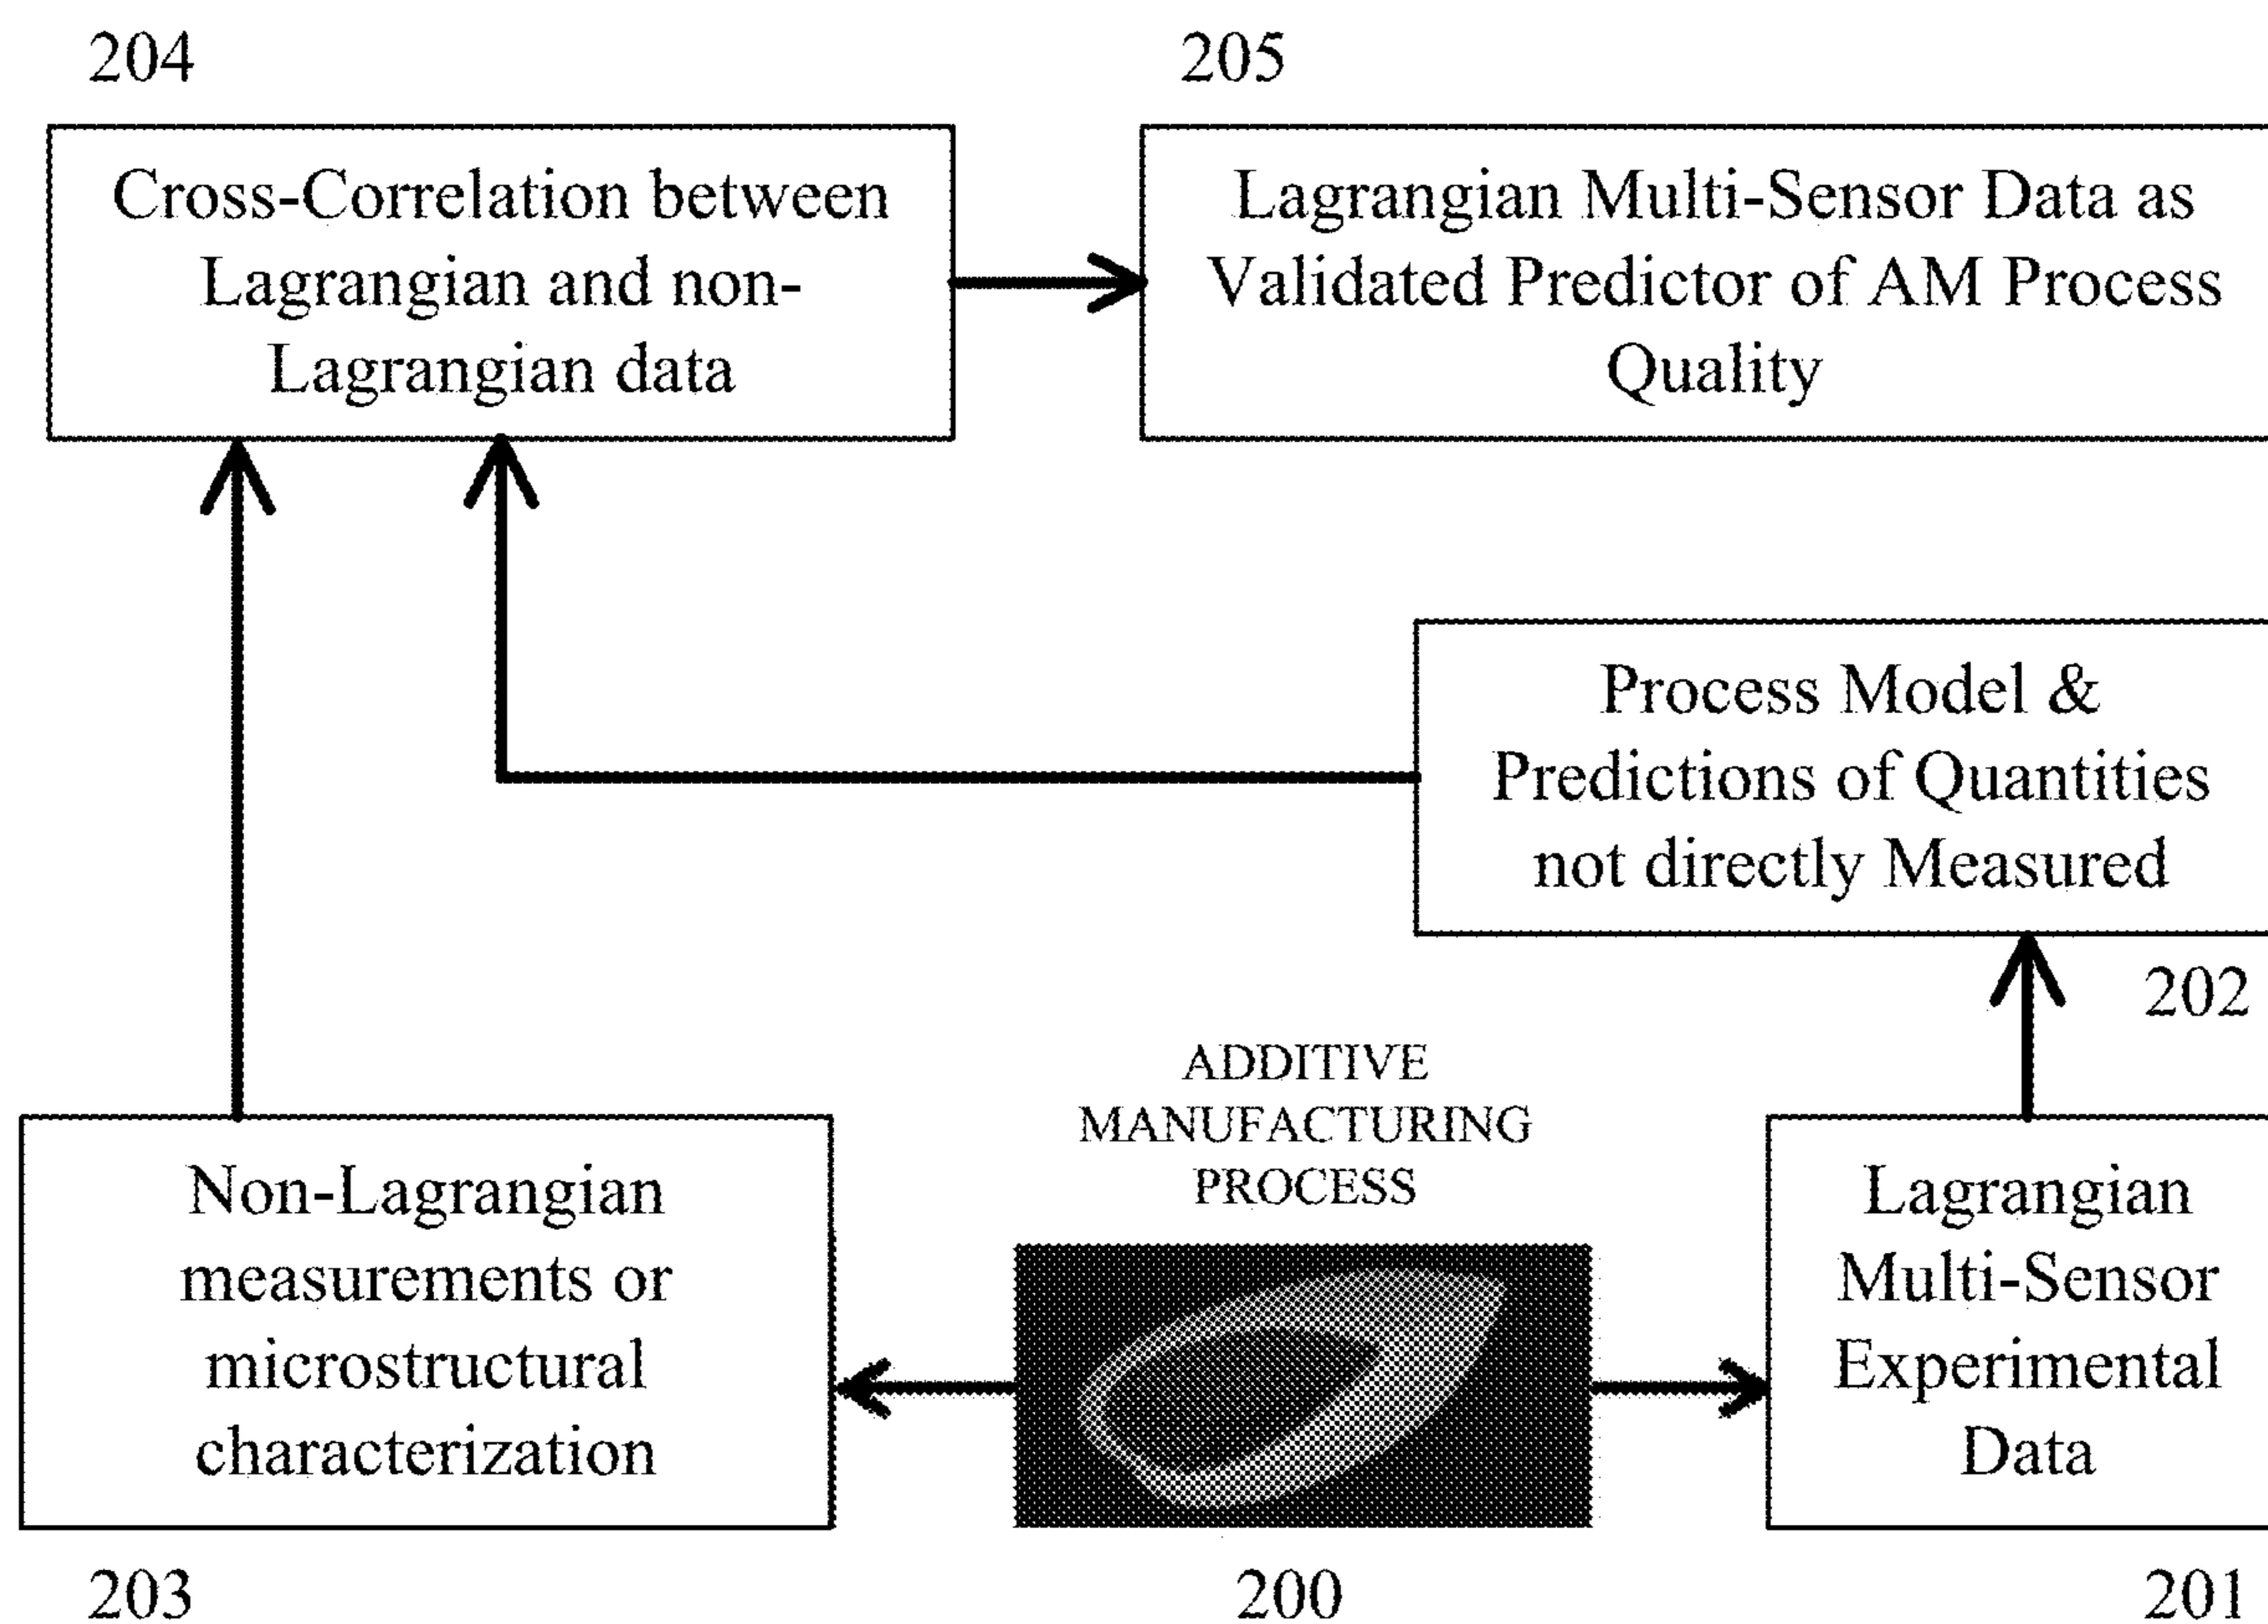 204
205
Cross-Correlation between
Lagrangian and non-
Lagrangian data
Lagrangian Multi-Sensor Data as
Validated Predictor of AM Process
Quality
Process Model &
Predictions of Quantities
not directly Measured
202
ADDITIVE
MANUFACTURING
PROCESS
Non-Lagrangian
measurements or
microstructural
characterization
Lagrangian
Multi-Sensor
Experimental
Data
203
200
201